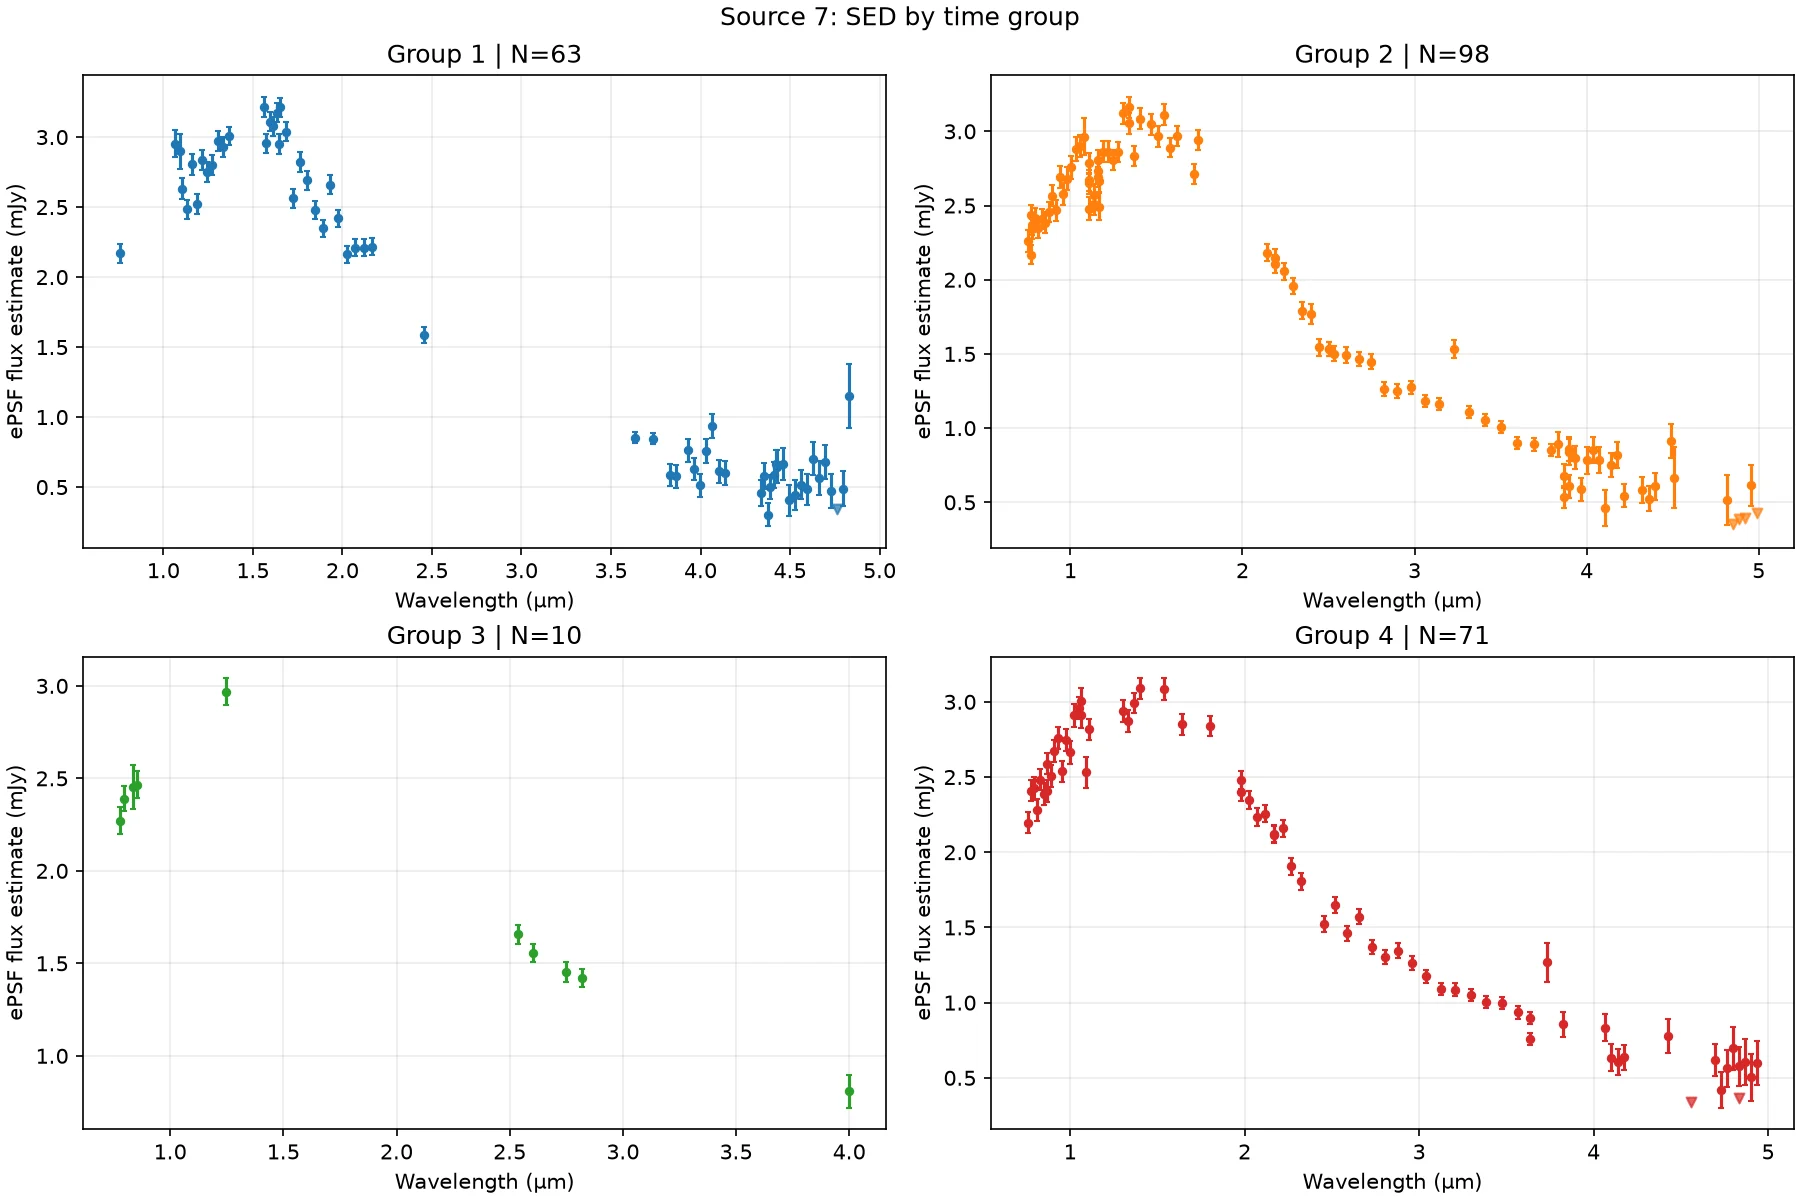 Source 7: SED by time group
Group 1 | N=63
3.0
2.5
2.0
1.5
1.0
0.5
ePSF flux estimate (mJy)
1.0 1.5 2.0 2.5 3.0 3.5 4.0 4.5 5.0
Wavelength (μm)
Group 2 | N=98
3.0
2.5
2.0
1.5
1.0
0.5
ePSF flux estimate (mJy)
1 2 3 4 5
Wavelength (μm)
Group 3 | N=10
3.0
2.5
2.0
1.5
1.0
ePSF flux estimate (mJy)
1.0 1.5 2.0 2.5 3.0 3.5 4.0
Wavelength (μm)
Group 4 | N=71
3.0
2.5
2.0
1.5
1.0
0.5
ePSF flux estimate (mJy)
1 2 3 4 5
Wavelength (μm)